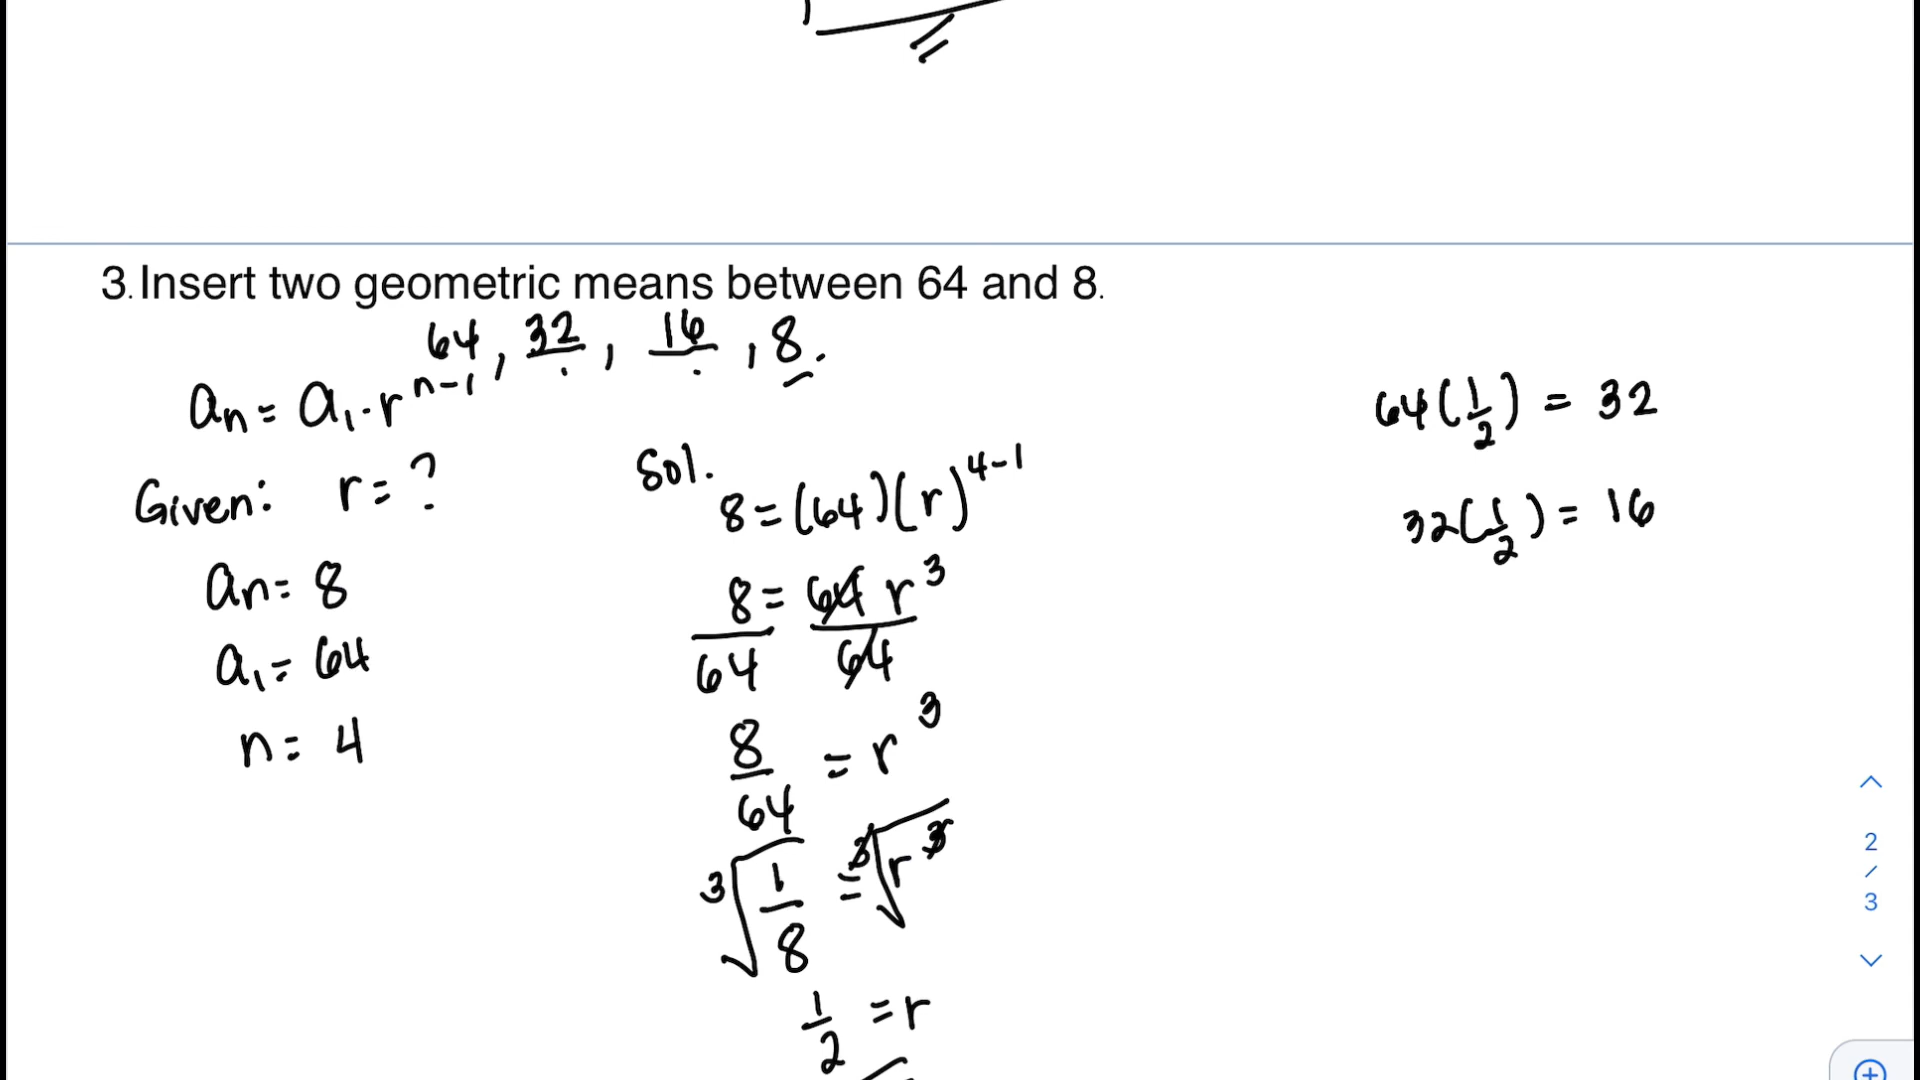 3. Insert two geometric means between 64 and 8.
64, 32, 16, 8.
an = a1 · r^n-1
Given: r = ?
an = 8
a1 = 64
n = 4
Sol.
8 = (64)(r)^4-1
8 = 64 r^3
64 64
8/64 = r^3
3√1/8 = 3√r^3
1/2 = r
64(1/2) = 32
32(1/2) = 16
2
/
3